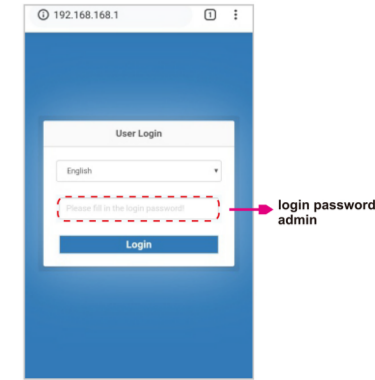 192.168.168.1
1
User Login
English
Please fill in the login password!
login password
admin
Login